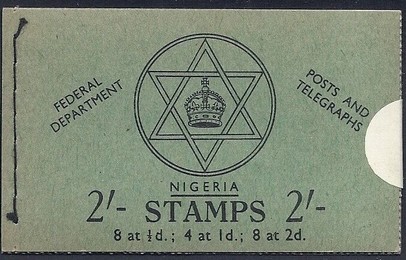 FEDERAL
DEPARTMENT
POSTS AND
TELEGRAPHS
NIGERIA
2/- STAMPS 2/-
8 at ½d.; 4 at 1d.; 8 at 2d.